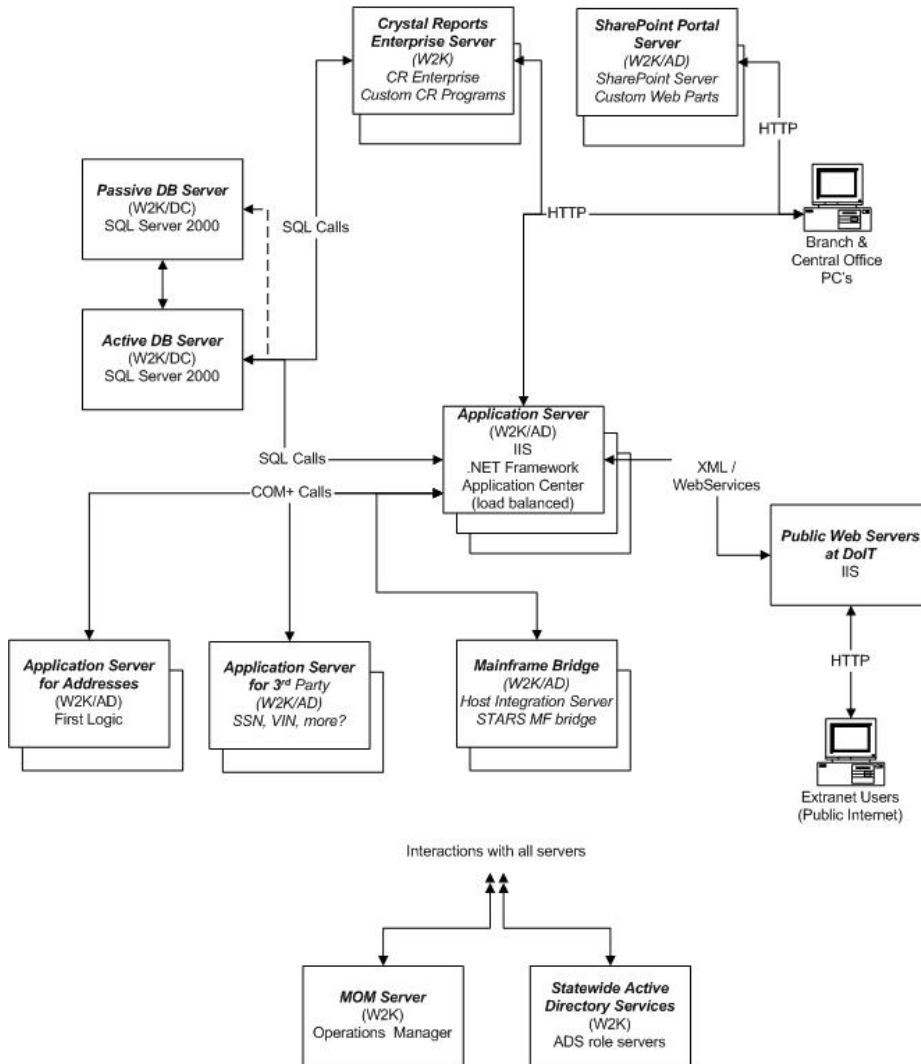 Crystal Reports
Enterprise Server
(W2K)
CR Enterprise
Custom CR Programs
SharePoint Portal
Server
(W2K/AD)
SharePoint Server
Custom Web Parts
HTTP
Passive DB Server
(W2K/DC)
SQL Server 2000
SQL Calls
HTTP
Branch &
Central Office
PC's
Active DB Server
(W2K/DC)
SQL Server 2000
Application Server
(W2K/AD)
IIS
.NET Framework
Application Center
(load balanced)
SQL Calls
COM+ Calls
XML /
WebServices
Public Web Servers
at DoIT
IIS
Application Server
for Addresses
(W2K/AD)
First Logic
Application Server
for 3rd Party
(W2K/AD)
SSN, VIN, more?
Mainframe Bridge
(W2K/AD)
Host Integration Server
STARS MF bridge
HTTP
Extranet Users
(Public Internet)
Interactions with all servers
MOM Server
(W2K)
Operations Manager
Statewide Active
Directory Services
(W2K)
ADS role servers